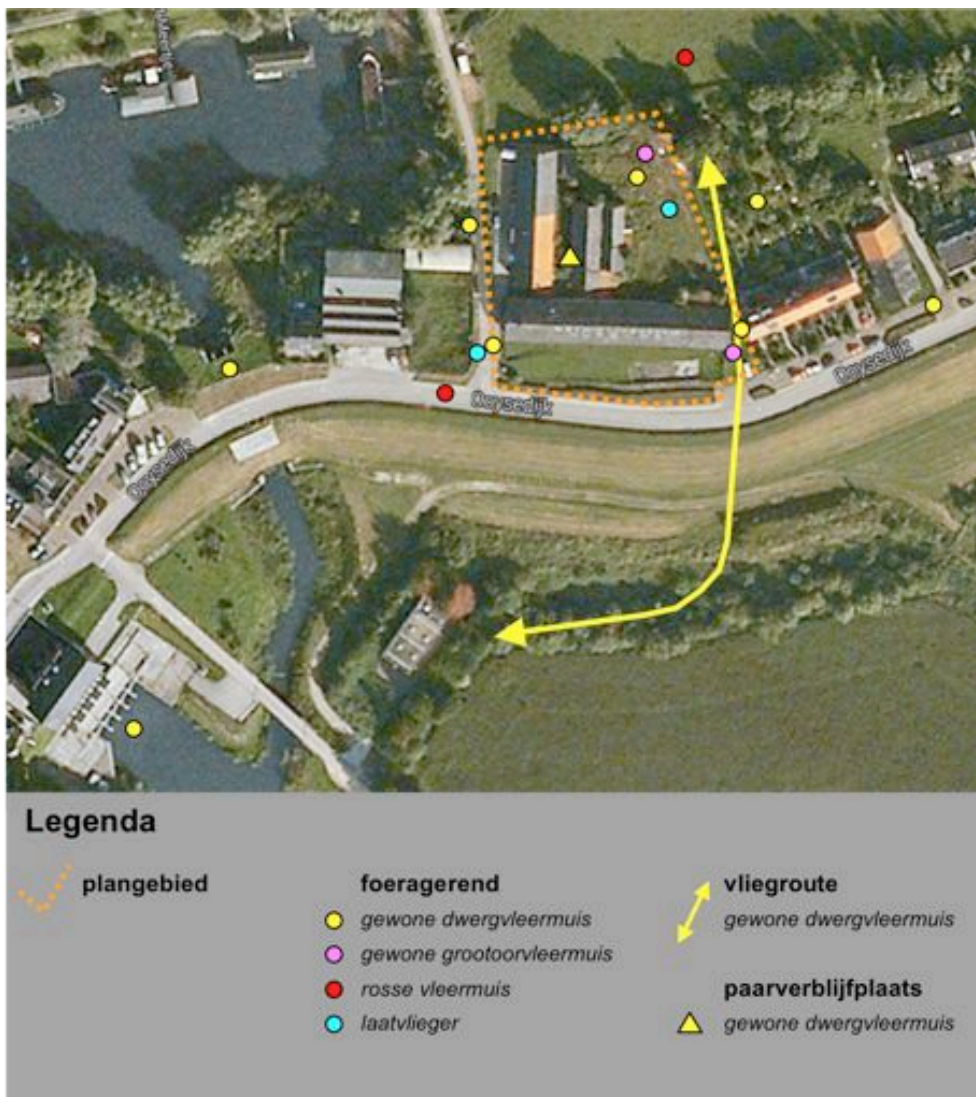 Ooysedijk
Ooysedijk
Ooysedijk
Legenda
plangebied
foeragerend
gewone dwergvleermuis
gewone grootoorvleermuis
rosse vleermuis
laatvlieger
vliegroute
gewone dwergvleermuis
paarverblijfplaats
gewone dwergvleermuis